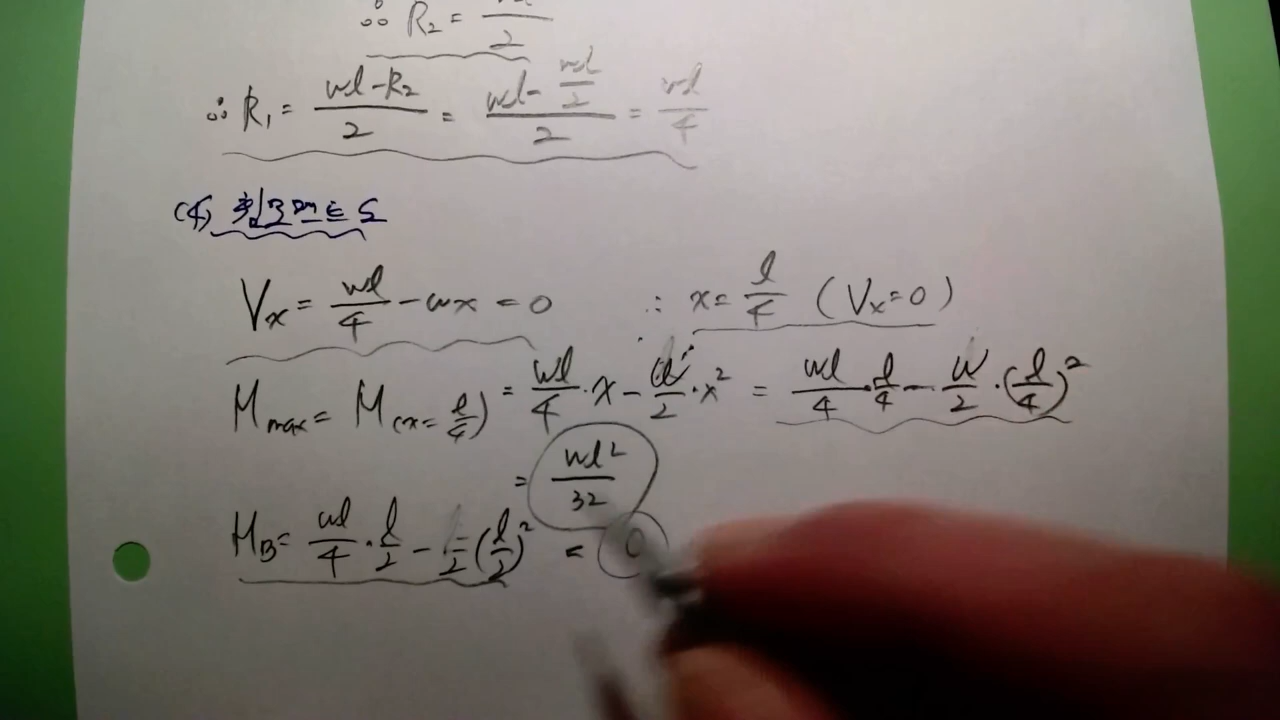 ∴ R₂ = wl/2
∴ R₁ = (wl-R₂)/2 = (wl-wl/2)/2 = wl/4
(4) 휨모멘트도
Vx = wl/4 - wx = 0 ∴ x = l/4 (Vx=0)
Mmax = M(x=l/4) = wl/4·x - w/2·x² = wl/4·l/4 - w/2·(l/4)²
= wl²/32
MB = wl/4·l/2 - w/2(l/2)² = 0